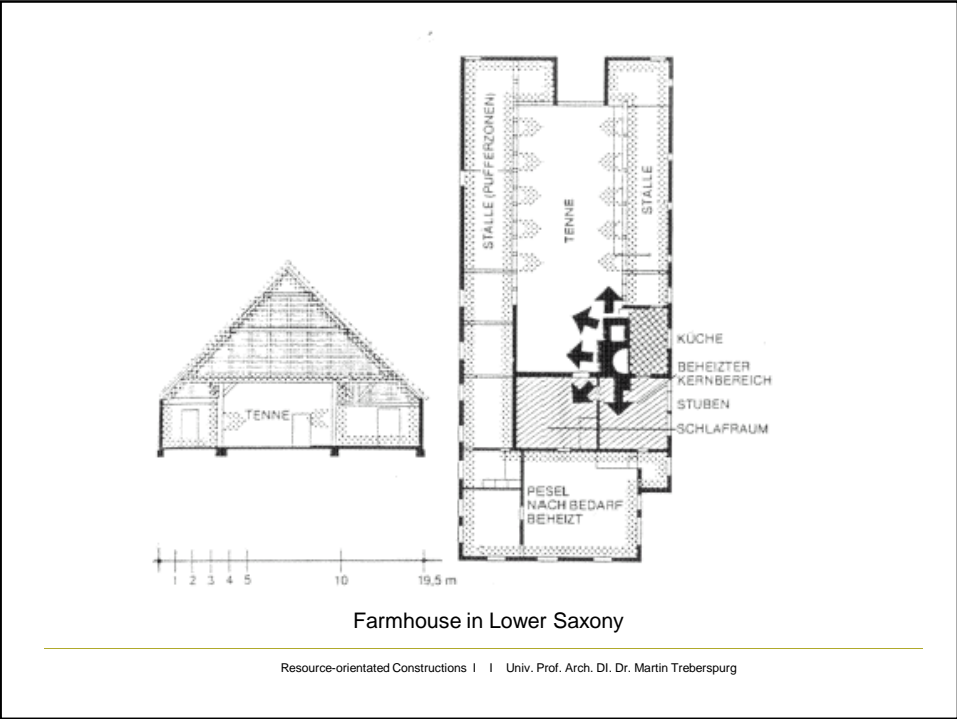 STALLE (PUFFERZONEN)
TENNE
STALLE
KÜCHE
BEHEIZTER
KERNBEREICH
STUBEN
SCHLAFRAUM
PESEL
NACH BEDARF
BEHEIZT
TENNE
1 2 3 4 5 10 19,5 m
Farmhouse in Lower Saxony
Resource-orientated Constructions I I Univ. Prof. Arch. DI. Dr. Martin Treberspurg